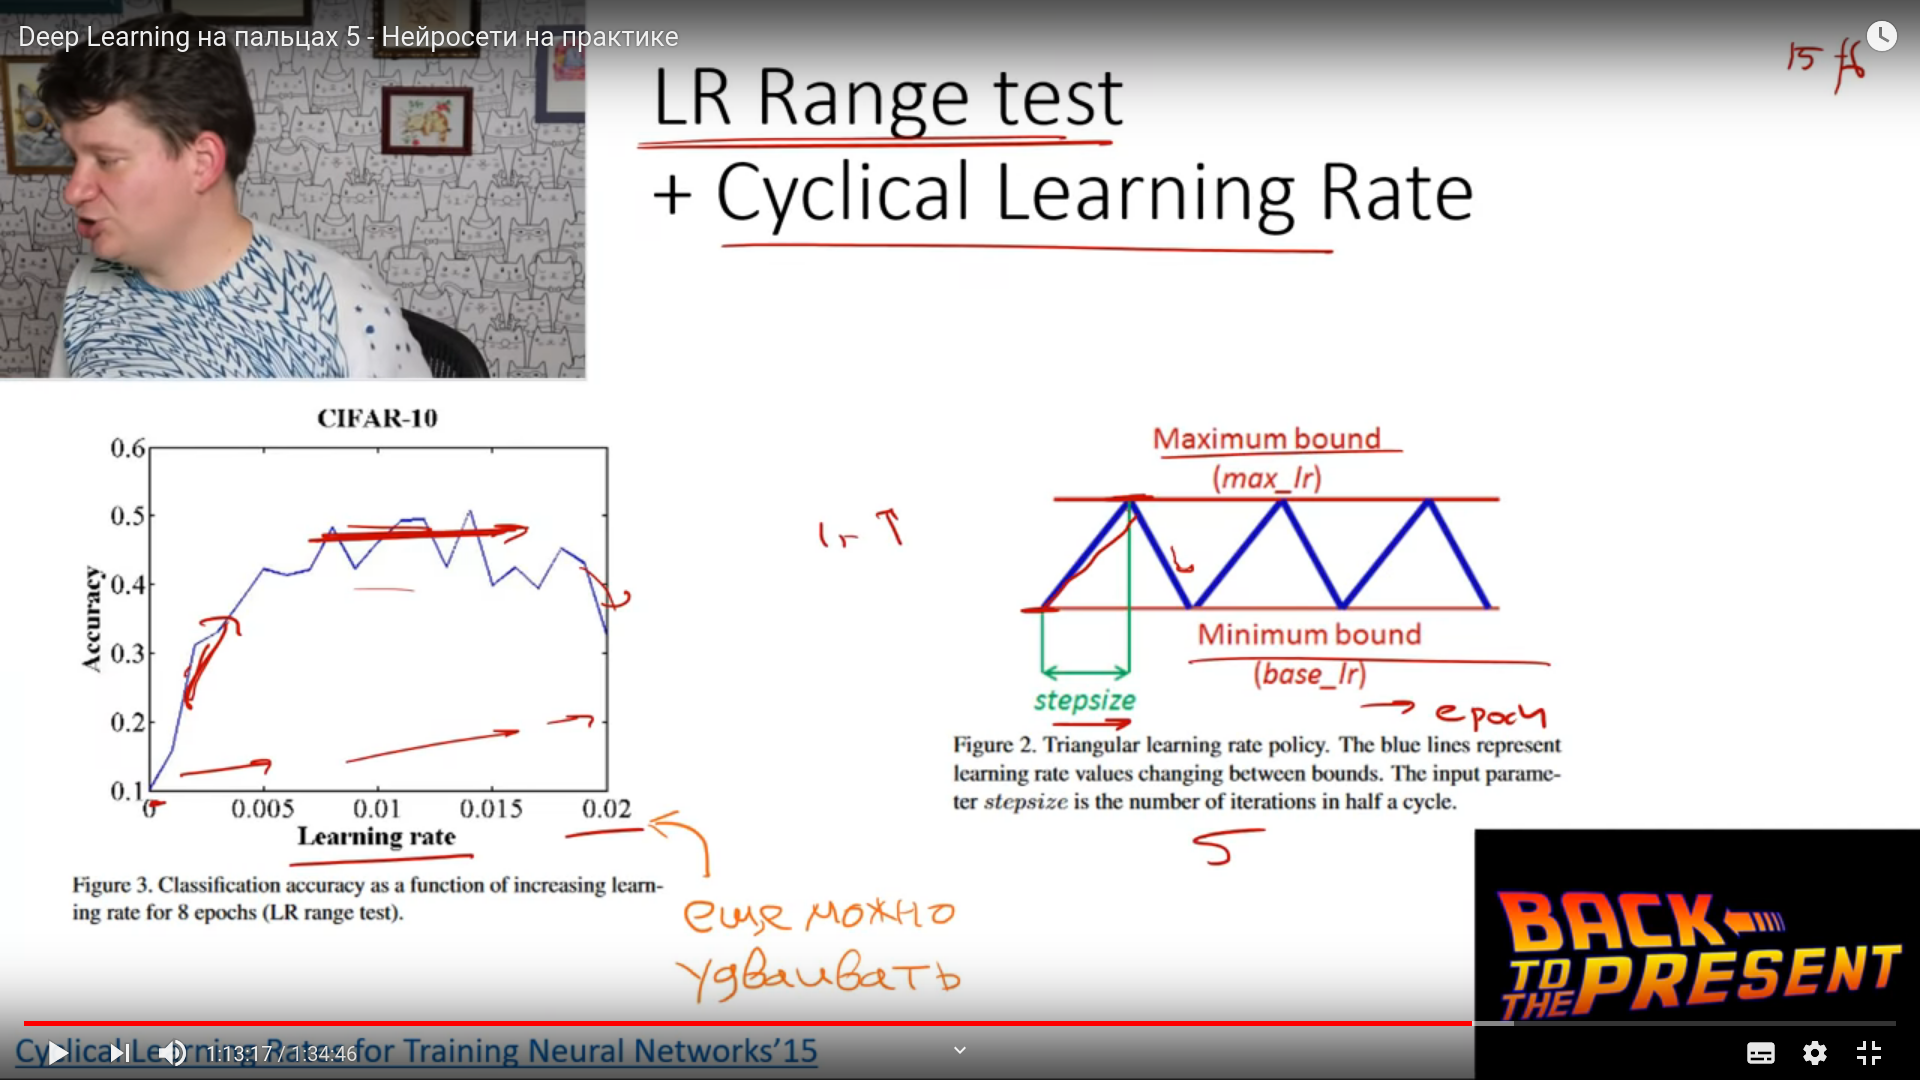 Deep Learning на пальцах 5 - Нейросети на практике
LR Range test
+ Cyclical Learning Rate
CIFAR-10
0.6
0.5
0.4
0.3
0.2
0.1
Accuracy
0
0.005
0.01
0.015
0.02
Learning rate
Figure 3. Classification accuracy as a function of increasing learn-
ing rate for 8 epochs (LR range test).
еще можно
удваивать
lr
Maximum bound
(max_lr)
Minimum bound
(base_lr)
stepsize
epoch
Figure 2. Triangular learning rate policy. The blue lines represent
learning rate values changing between bounds. The input parame-
ter stepsize is the number of iterations in half a cycle.
5
BACK
TO
THE PRESENT
Cyclical Learning Rates for Training Neural Networks'15
1:13:17 / 1:34:46